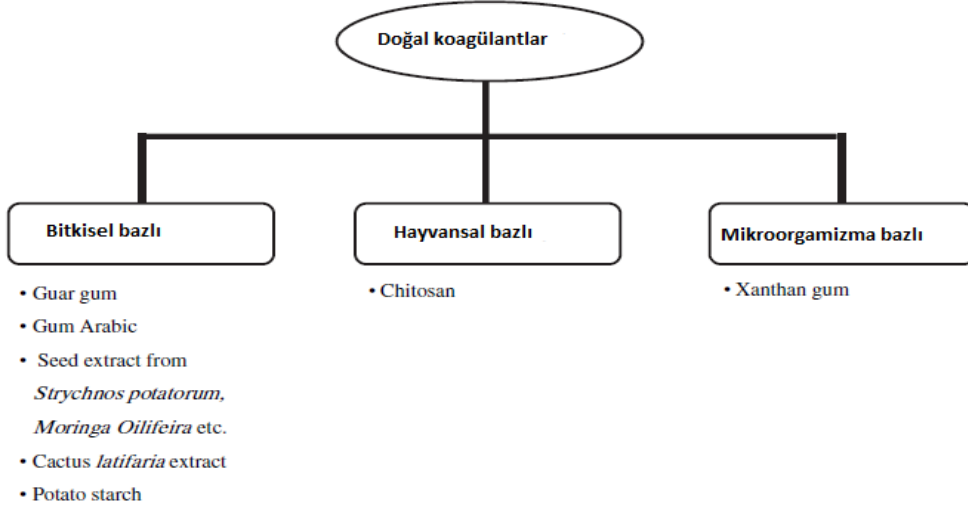 Doğal koagülantlar
Bitkisel bazlı
• Guar gum
• Gum Arabic
• Seed extract from
Strychnos potatorum,
Moringa Oilifeira etc.
• Cactus latifaria extract
• Potato starch
Hayvansal bazlı
• Chitosan
Mikroorgamizma bazlı
• Xanthan gum